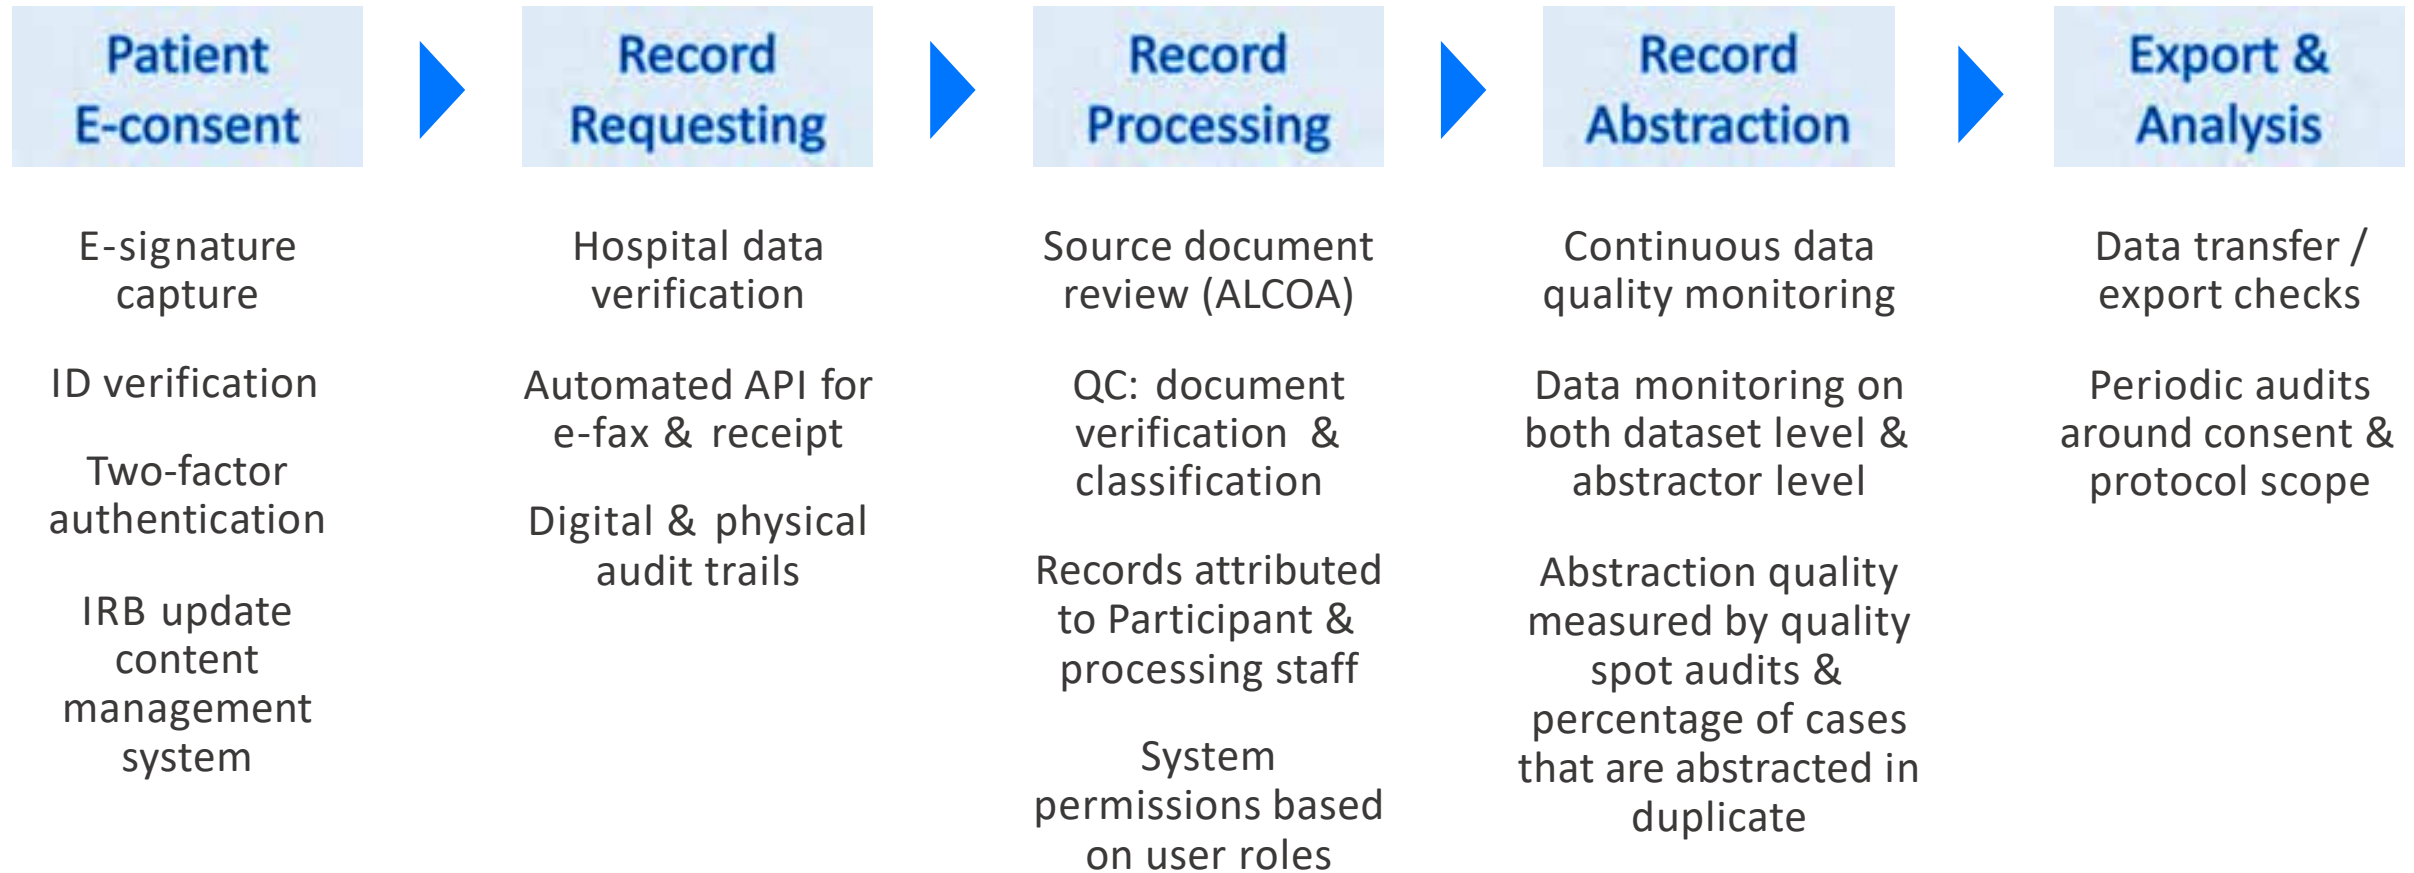 Patient
E-consent
E-signature
capture
ID verification
Two-factor
authentication
IRB update
content
management
system
Record
Requesting
Hospital data
verification
Automated API for
e-fax & receipt
Digital & physical
audit trails
Record
Processing
Source document
review (ALCOA)
QC: document
verification &
classification
Records attributed
to Participant &
processing staff
System
permissions based
on user roles
Record
Abstraction
Continuous data
quality monitoring
Data monitoring on
both dataset level &
abstractor level
Abstraction quality
measured by quality
spot audits &
percentage of cases
that are abstracted in
duplicate
Export &
Analysis
Data transfer /
export checks
Periodic audits
around consent &
protocol scope